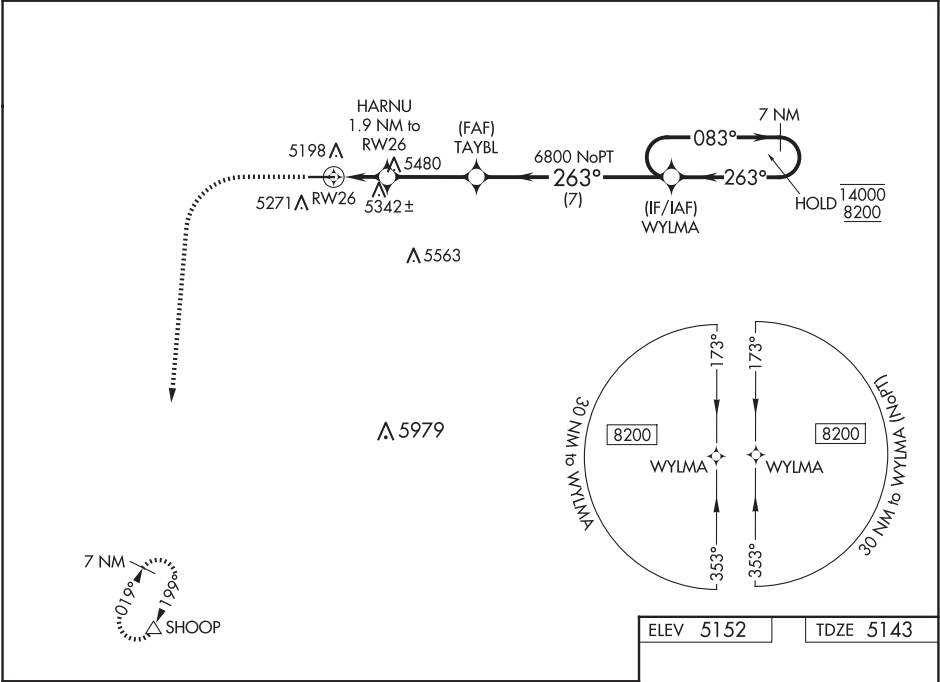 HARNU
1.9 NM to
RW26
(FAF)
TAYBL
7 NM
083°
5198
5480
6800 NoPT
263°
(7)
263°
5271
RW26
5342±
(IF/IAF)
WYLMA
HOLD
14000
8200
5563
173°
173°
30 NM to WYLMA
30 NM to WYLMA (NoPT)
5979
8200
8200
WYLMA
WYLMA
353°
353°
7 NM
019°
199°
SHOOP
ELEV 5152
TDZE 5143